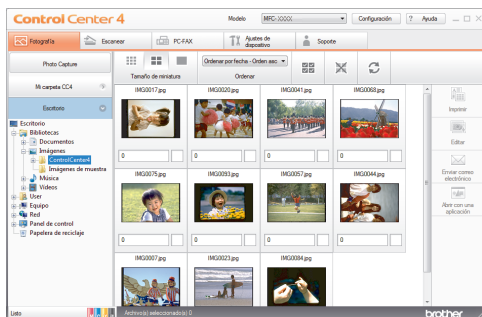 Control Center 4
Modelo
MFC-XXXX
Configuración
?
Ayuda
Fotografía
Escanear
PC-FAX
Ajustes de dispositivo
Soporte
Photo Capture
Mi carpeta CC4
Escritorio
Tamaño de miniatura
Ordenar por fecha - Orden asc
Ordenar
Escritorio
Bibliotecas
Documentos
Imágenes
ControlCenter4
Imágenes de muestra
Música
Vídeos
User
Equipo
Red
Panel de control
Papelera de reciclaje
IMG0017.jpg
IMG0020.jpg
IMG0041.jpg
IMG0068.jpg
0
0
0
0
IMG0075.jpg
IMG0093.jpg
IMG0057.jpg
IMG0044.jpg
0
0
0
0
IMG0007.jpg
IMG0023.jpg
IMG0084.jpg
Imprimir
Editar
Enviar correo
electrónico
Abrir con una
aplicación
Listo
Archivo(s) seleccionado(s) 0
brother